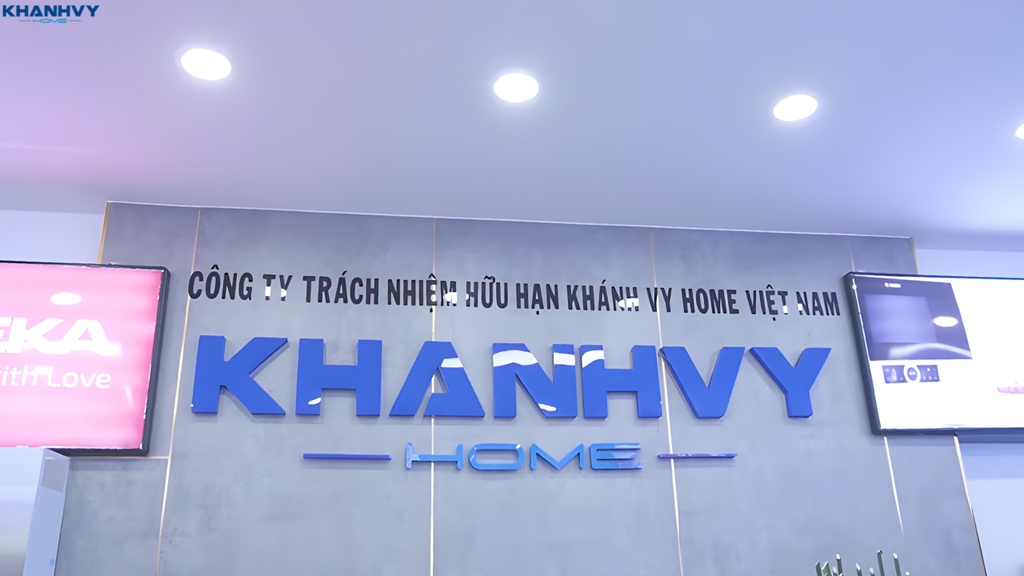 KHANHVY
HOME
CÔNG TY TRÁCH NHIỆM HỮU HẠN KHÁNH VY HOME VIỆT NAM
KHANHVY
HOME
EKA
with Love